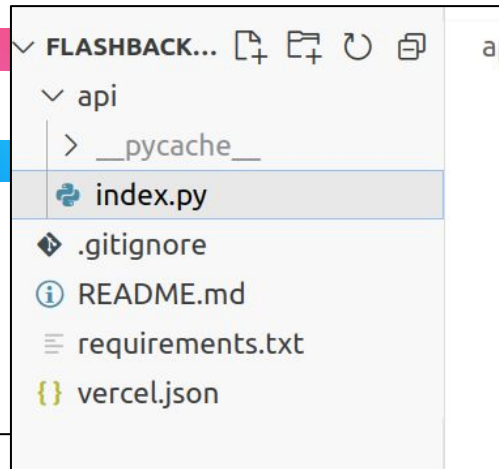 FLASHBACK...
api
__pycache__
index.py
.gitignore
README.md
requirements.txt
vercel.json